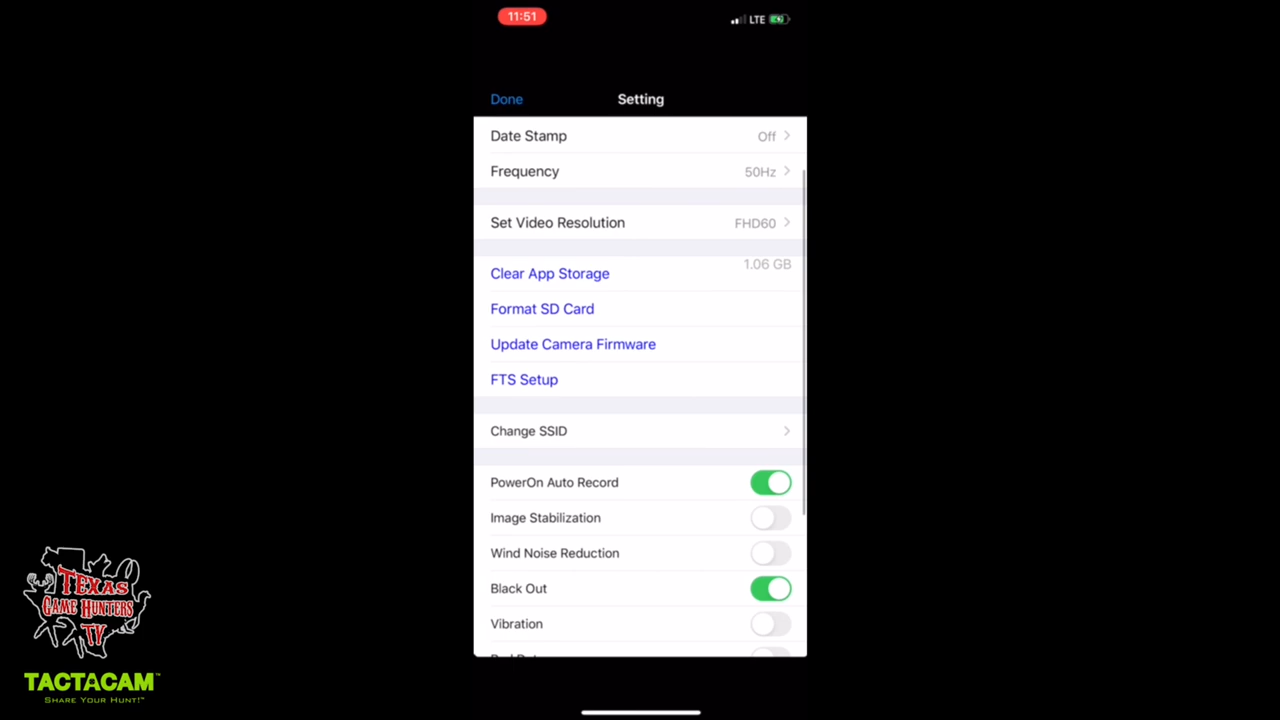 11:51
LTE
Done
Setting
Date Stamp Off
Frequency 50Hz
Set Video Resolution FHD60
1.06 GB
Clear App Storage
Format SD Card
Update Camera Firmware
FTS Setup
Change SSID
PowerOn Auto Record
Image Stabilization
Wind Noise Reduction
Black Out
Vibration
TEXAS
GAME HUNTERS
TV
TACTACAM™
SHARE YOUR HUNT!™